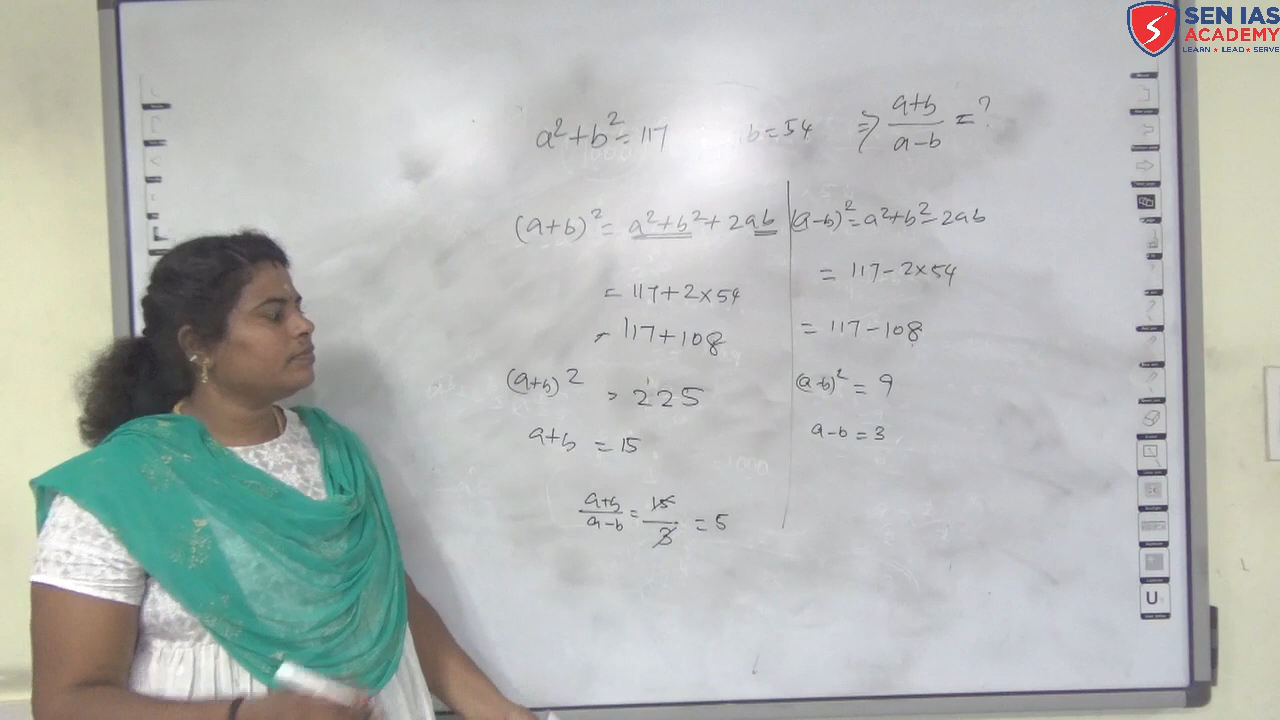 SEN IAS
ACADEMY
LEARN ★ LEAD ★ SERVE
a²+b²=117 b=54 ⇒ a+b/a-b = ?
(a+b)² = a²+b²+2ab
= 117+2×54
= 117+108
(a+b)² = 225
a+b = 15
a+b/a-b = 15/3 = 5
(a-b)² = a²+b²-2ab
= 117-2×54
= 117-108
(a-b)² = 9
a-b = 3
U